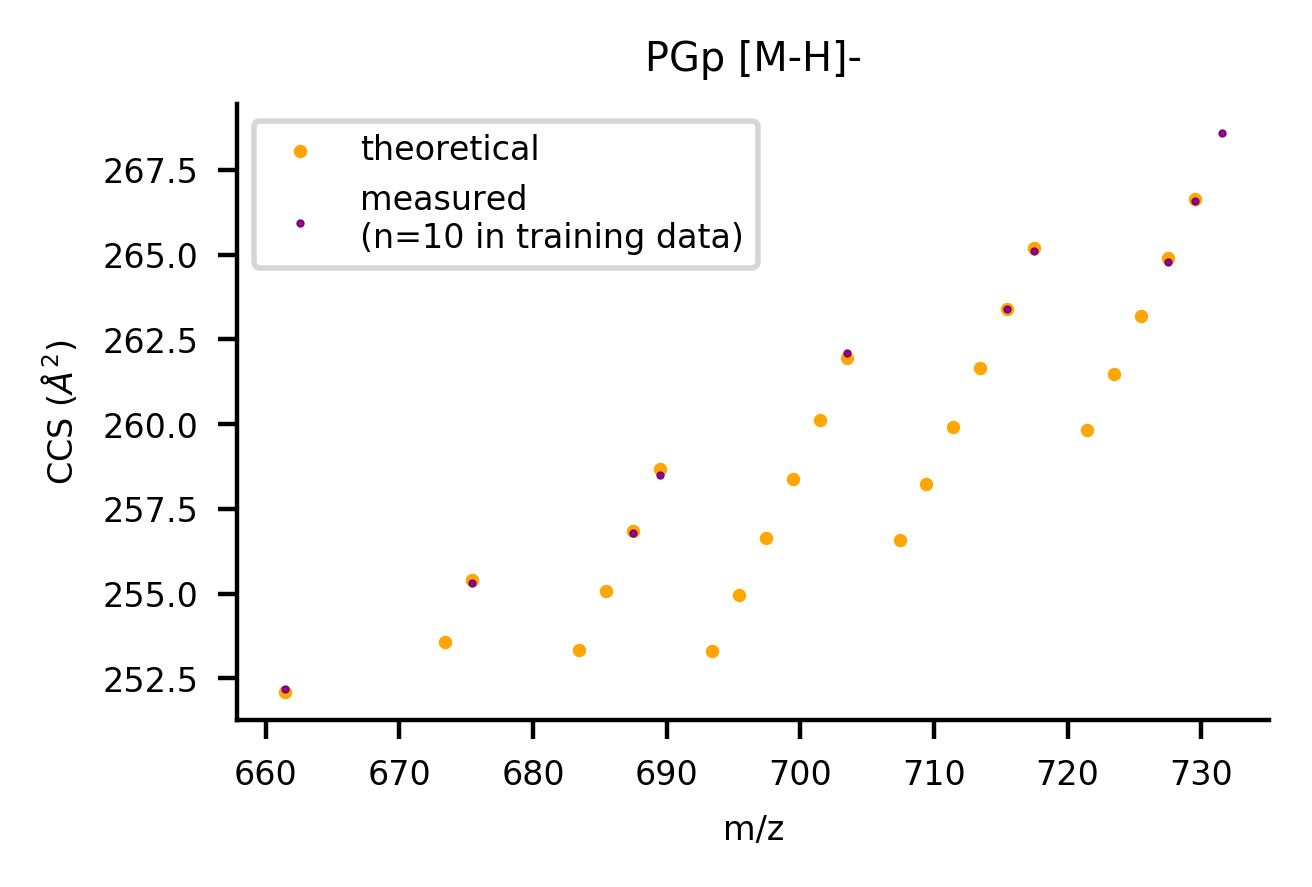 PGp [M-H]-
theoretical
measured
(n=10 in training data)
267.5
265.0
262.5
260.0
257.5
255.0
252.5
CCS (Å²)
660 670 680 690 700 710 720 730
m/z